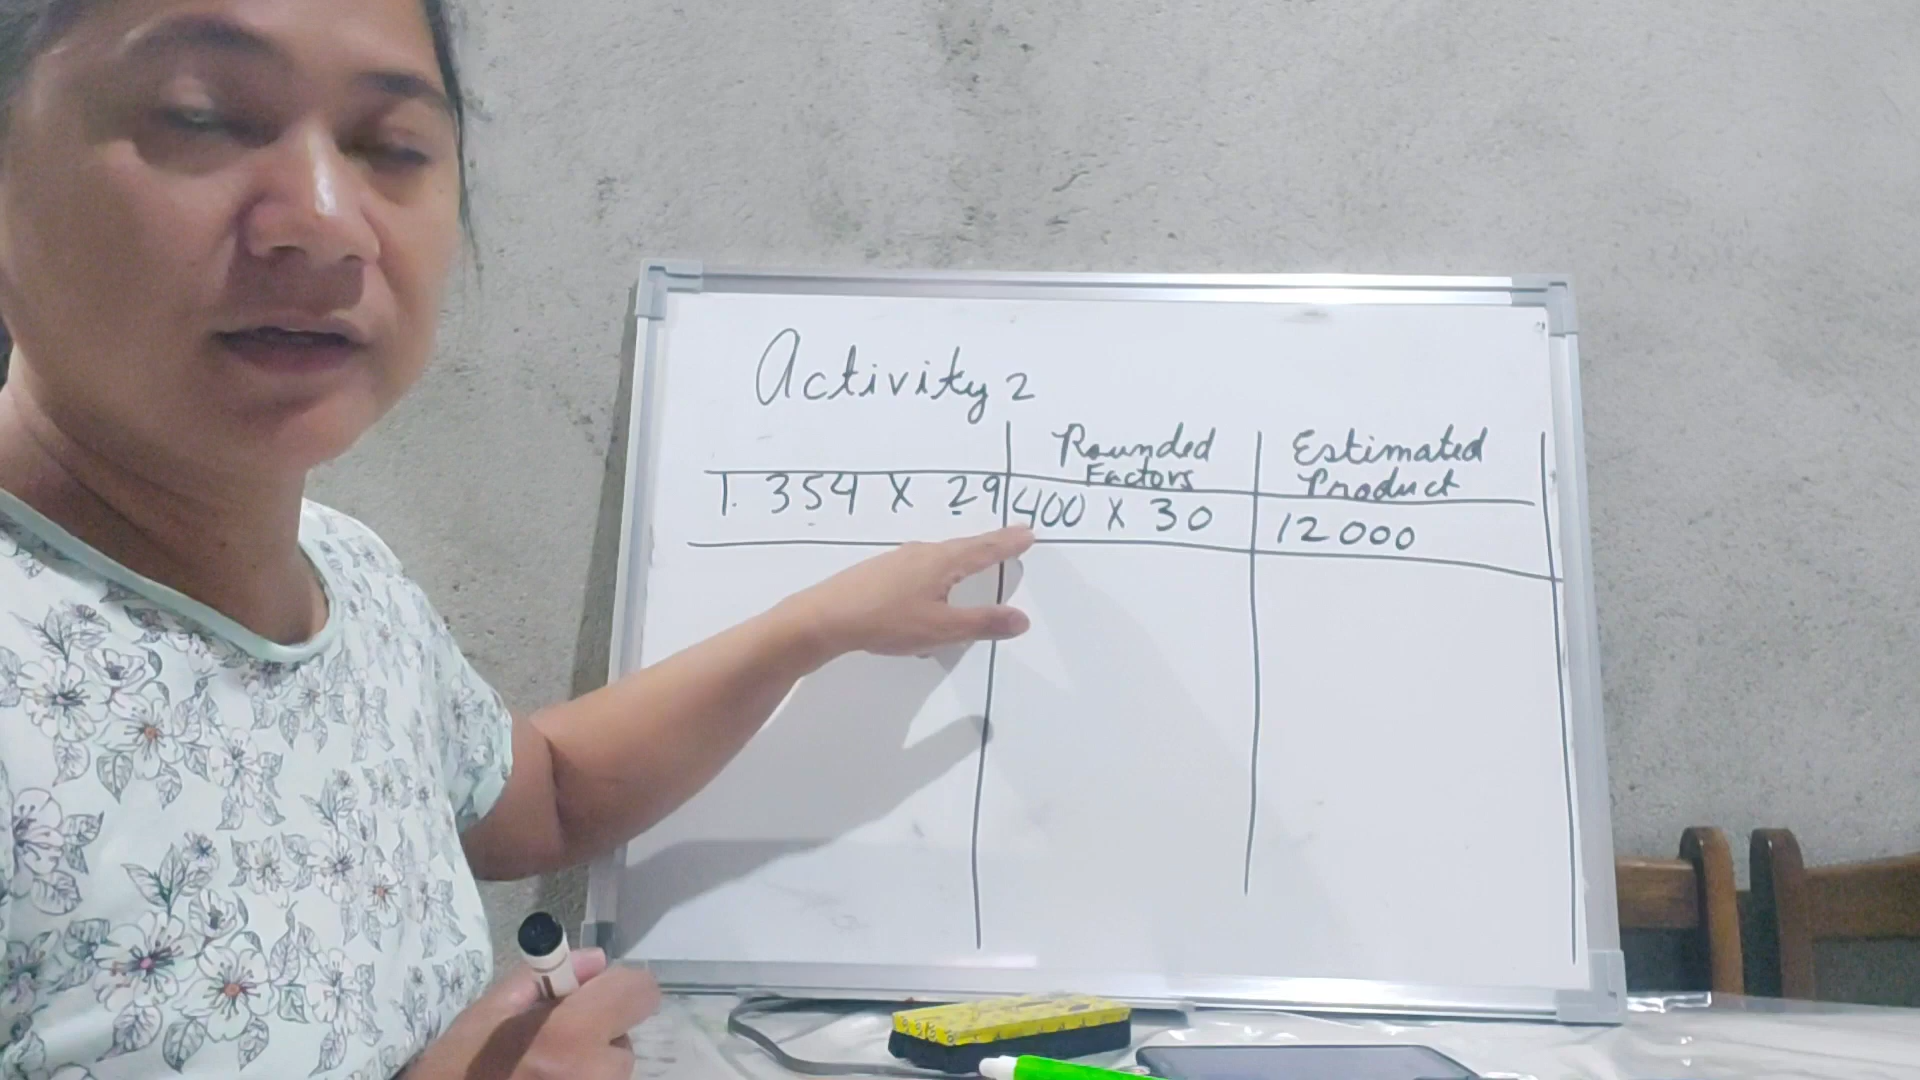 Activity 2
Rounded Factors
Estimated Product
1. 354 X 29
400 X 30
12000